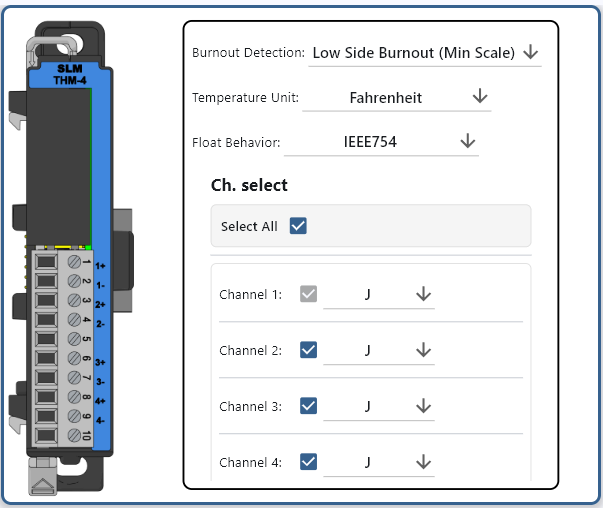 SLM
THM-4
1 1+
2 1-
3 2+
4 2-
5
6 3+
7 3-
8 4+
9 4-
10
Burnout Detection: Low Side Burnout (Min Scale)
Temperature Unit: Fahrenheit
Float Behavior: IEEE754
Ch. select
Select All
Channel 1: J
Channel 2: J
Channel 3: J
Channel 4: J